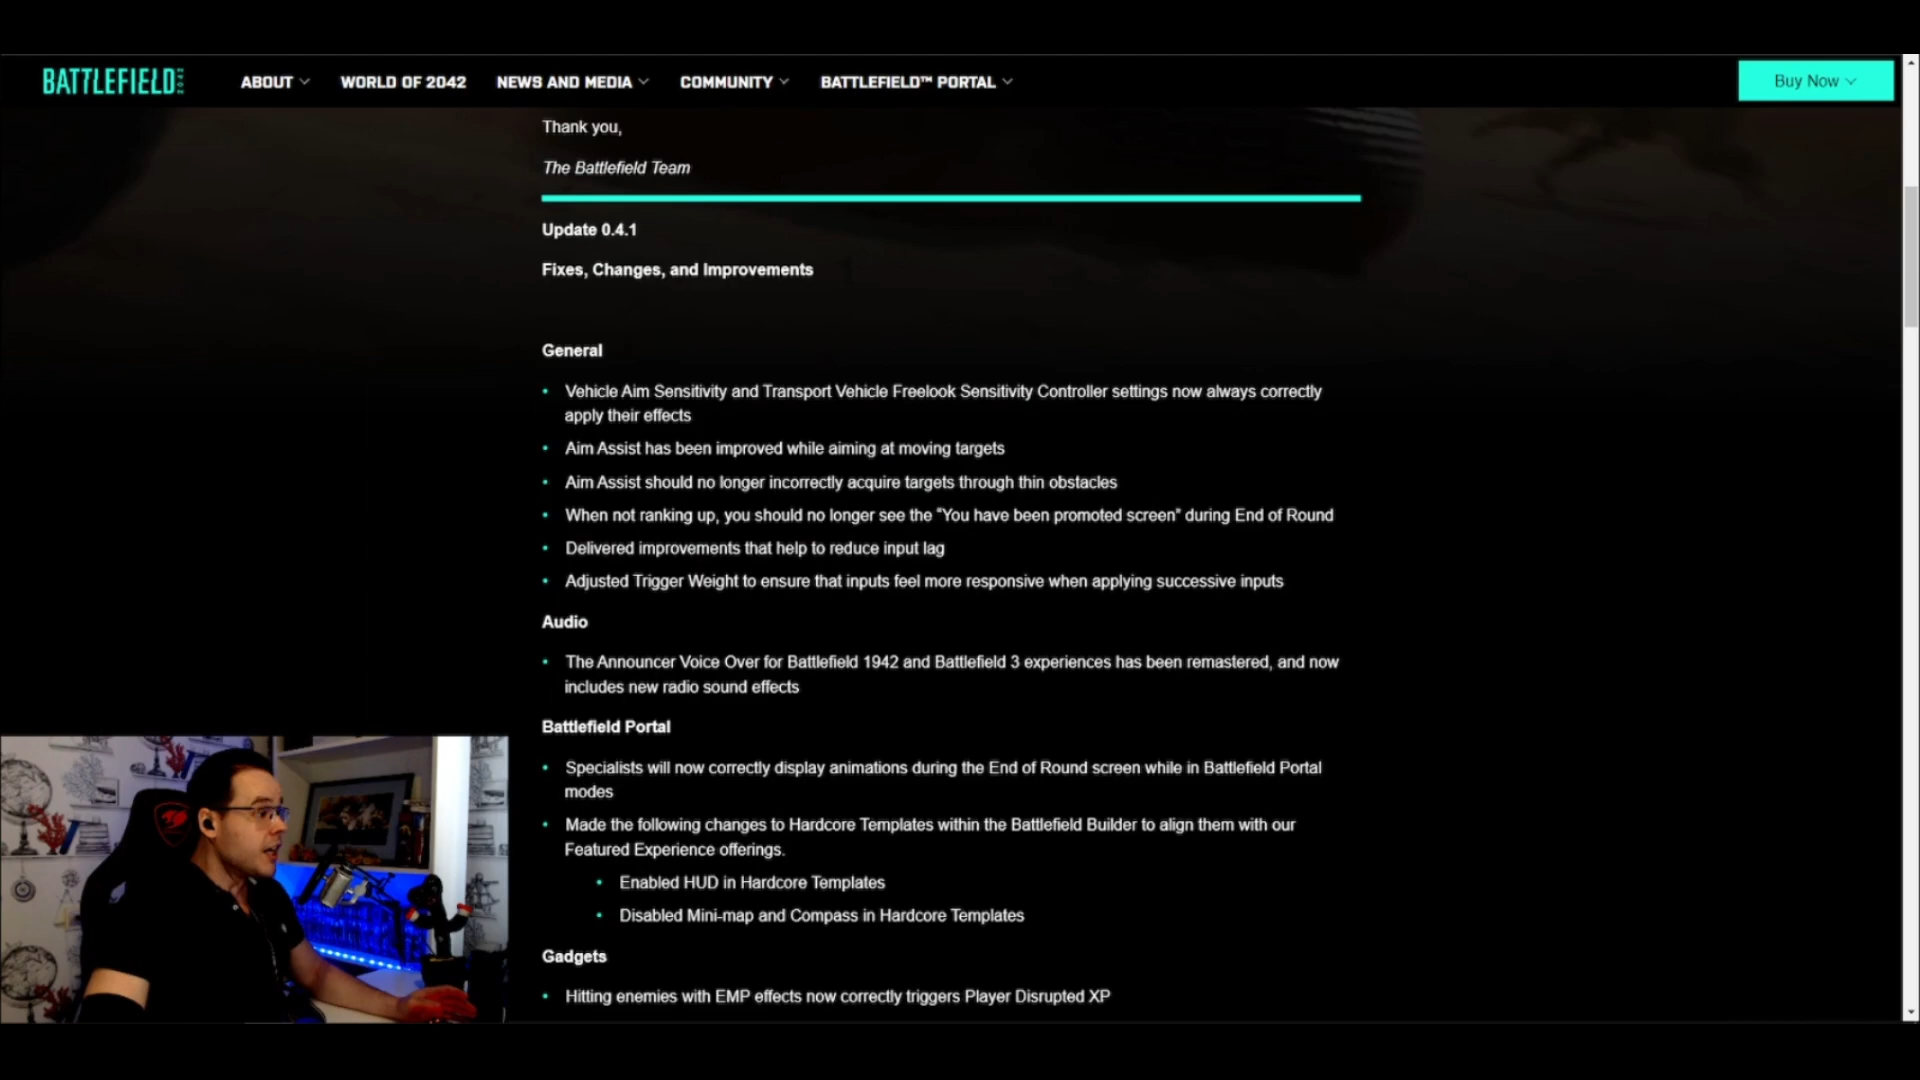 BATTLEFIELD 2042
ABOUT
WORLD OF 2042
NEWS AND MEDIA
COMMUNITY
BATTLEFIELD™ PORTAL
Buy Now
Thank you,
The Battlefield Team
Update 0.4.1
Fixes, Changes, and Improvements
General
• Vehicle Aim Sensitivity and Transport Vehicle Freelook Sensitivity Controller settings now always correctly
apply their effects
• Aim Assist has been improved while aiming at moving targets
• Aim Assist should no longer incorrectly acquire targets through thin obstacles
• When not ranking up, you should no longer see the "You have been promoted screen" during End of Round
• Delivered improvements that help to reduce input lag
• Adjusted Trigger Weight to ensure that inputs feel more responsive when applying successive inputs
Audio
• The Announcer Voice Over for Battlefield 1942 and Battlefield 3 experiences has been remastered, and now
includes new radio sound effects
Battlefield Portal
• Specialists will now correctly display animations during the End of Round screen while in Battlefield Portal
modes
• Made the following changes to Hardcore Templates within the Battlefield Builder to align them with our
Featured Experience offerings.
• Enabled HUD in Hardcore Templates
• Disabled Mini-map and Compass in Hardcore Templates
Gadgets
• Hitting enemies with EMP effects now correctly triggers Player Disrupted XP